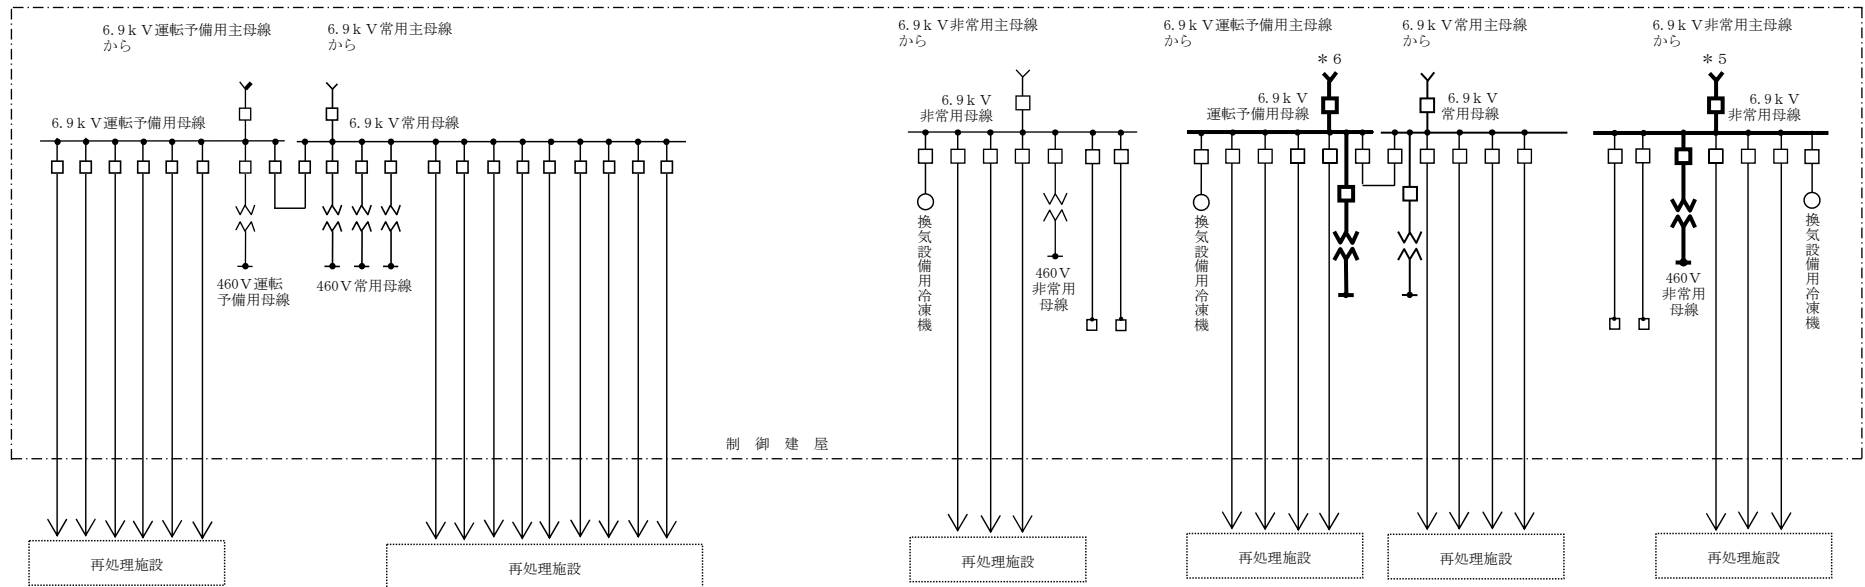 6.9kV運転予備用主母線
から
6.9kV常用主母線
から
6.9kV非常用主母線
から
6.9kV運転予備用主母線
から
6.9kV常用主母線
から
6.9kV非常用主母線
から
*6
*5
6.9kV運転予備用母線
6.9kV常用母線
6.9kV
非常用母線
6.9kV
運転予備用母線
6.9kV
常用母線
6.9kV
非常用母線
460V運転
予備用母線
460V常用母線
換気設備用冷凍機
460V
非常用
母線
換気設備用冷凍機
460V
非常用
母線
換気設備用冷凍機
制御建屋
再処理施設
再処理施設
再処理施設
再処理施設
再処理施設
再処理施設